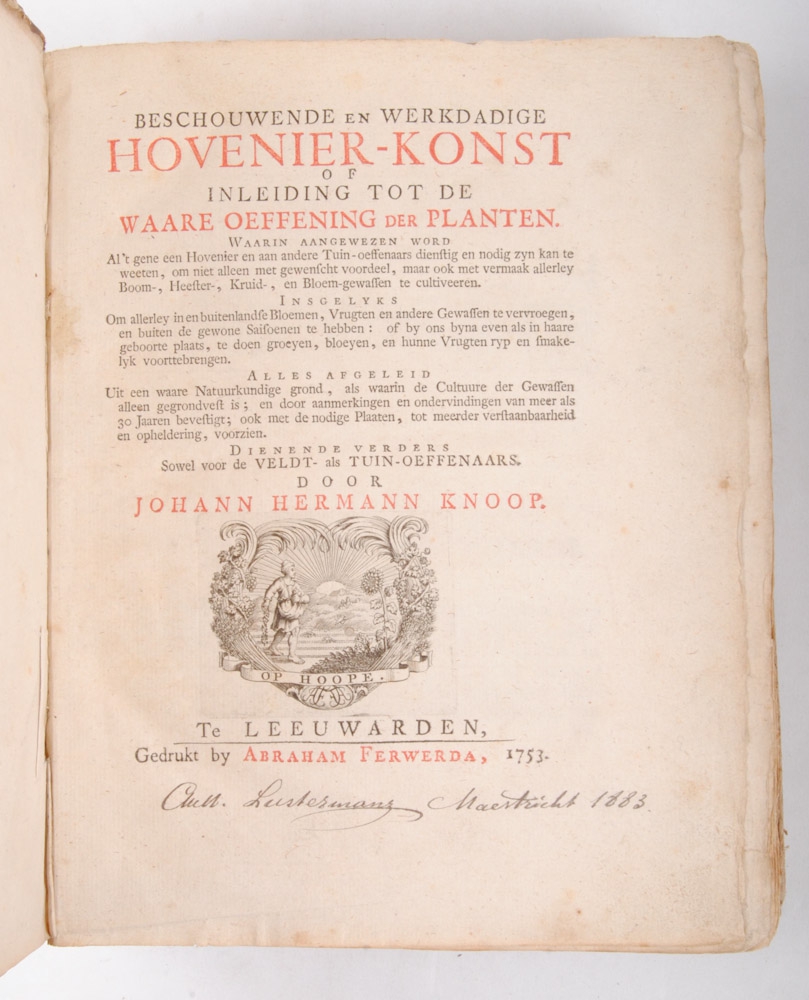 BESCHOUWENDE EN WERKDADIGE
HOVENIER-KONST
OF
INLEIDING TOT DE
WAARE OEFFENING DER PLANTEN.
WAARIN AANGEWEZEN WORD
Al't gene een Hovenier en aan andere Tuin-oeffenaars dienſtig en nodig zyn kan te
weeten, om niet alleen met gewenſcht voordeel, maar ook met vermaak allerley
Boom-, Heeſter-, Kruid-, en Bloem-gewaſſen te cultiveeren.
INSGELYKS
Om allerley in en buitenlandſe Bloemen, Vrugten en andere Gewaſſen te vervroegen,
en buiten de gewone Saiſoenen te hebben: of by ons byna even als in haare
geboorte plaats, te doen groeyen, bloeyen, en hunne Vrugten ryp en ſmake-
lyk voorttebrengen.
ALLES AFGELEID
Uit een waare Natuurkundige grond, als waarin de Cultuure der Gewaſſen
alleen gegrondveſt is; en door aanmerkingen en ondervindingen van meer als
30 Jaaren beveſtigt; ook met de nodige Plaaten, tot meerder verſtaanbaarheid
en opheldering, voorzien.
DIENENDE VERDERS
Sowel voor de VELDT- als TUIN-OEFFENAARS.
DOOR
JOHANN HERMANN KNOOP.
OP HOOPE.
Te LEEUWARDEN,
Gedrukt by ABRAHAM FERWERDA, 1753.
Lustermans Maestricht 1883